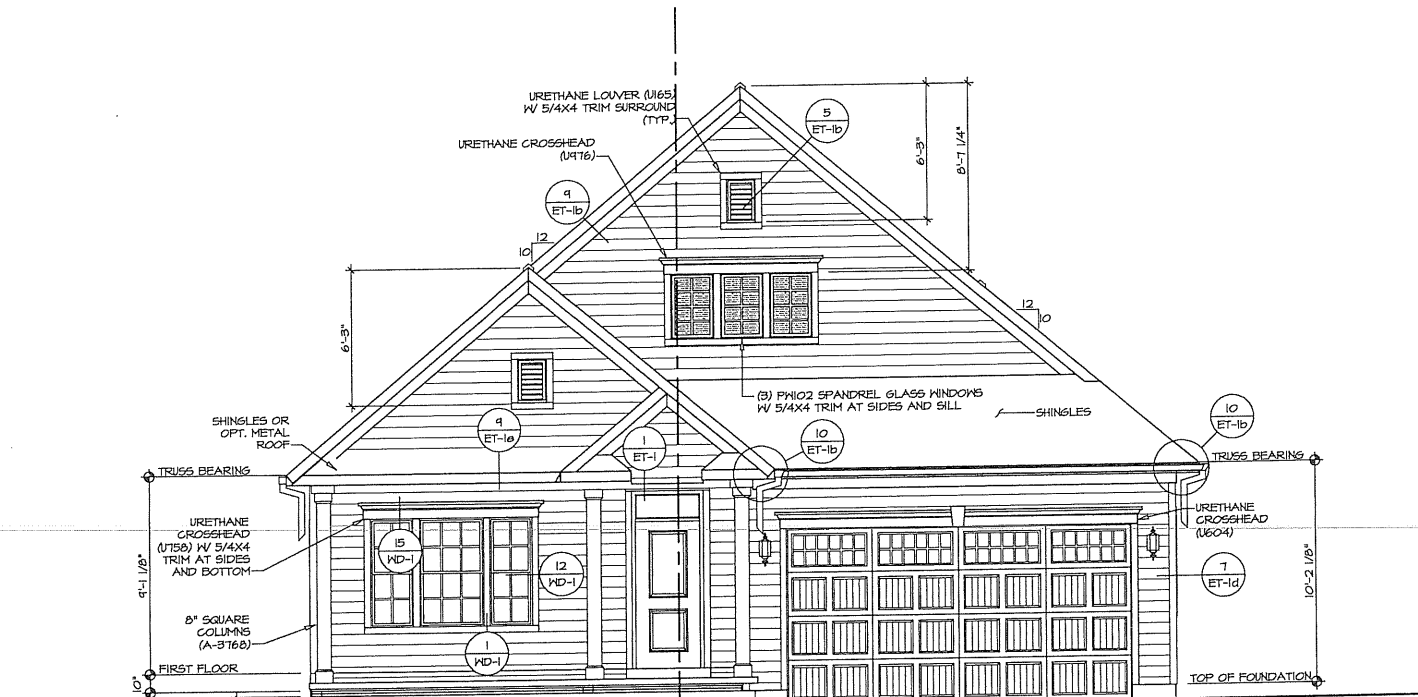 URETHANE LOUVER (U165)
W/ 5/4X4 TRIM SURROUND
(TYP.)
5
ET-1b
URETHANE CROSSHEAD
(U976)
6'-3"
8'-7 1/4"
9
ET-1b
12
10
12
10
6'-3"
(3) PW102 SPANDREL GLASS WINDOWS
W/ 5/4X4 TRIM AT SIDES AND SILL
SHINGLES
SHINGLES OR
OPT. METAL
ROOF
9
ET-1a
1
ET-1
10
ET-1b
10
ET-1b
TRUSS BEARING
TRUSS BEARING
URETHANE
CROSSHEAD
(U758) W/ 5/4X4
TRIM AT SIDES
AND BOTTOM
15
WD-1
12
WD-1
URETHANE
CROSSHEAD
(U604)
7
ET-1d
9'-1 1/8"
10'-2 1/8"
8" SQUARE
COLUMNS
(A-3768)
1
WD-1
FIRST FLOOR
10"
TOP OF FOUNDATION